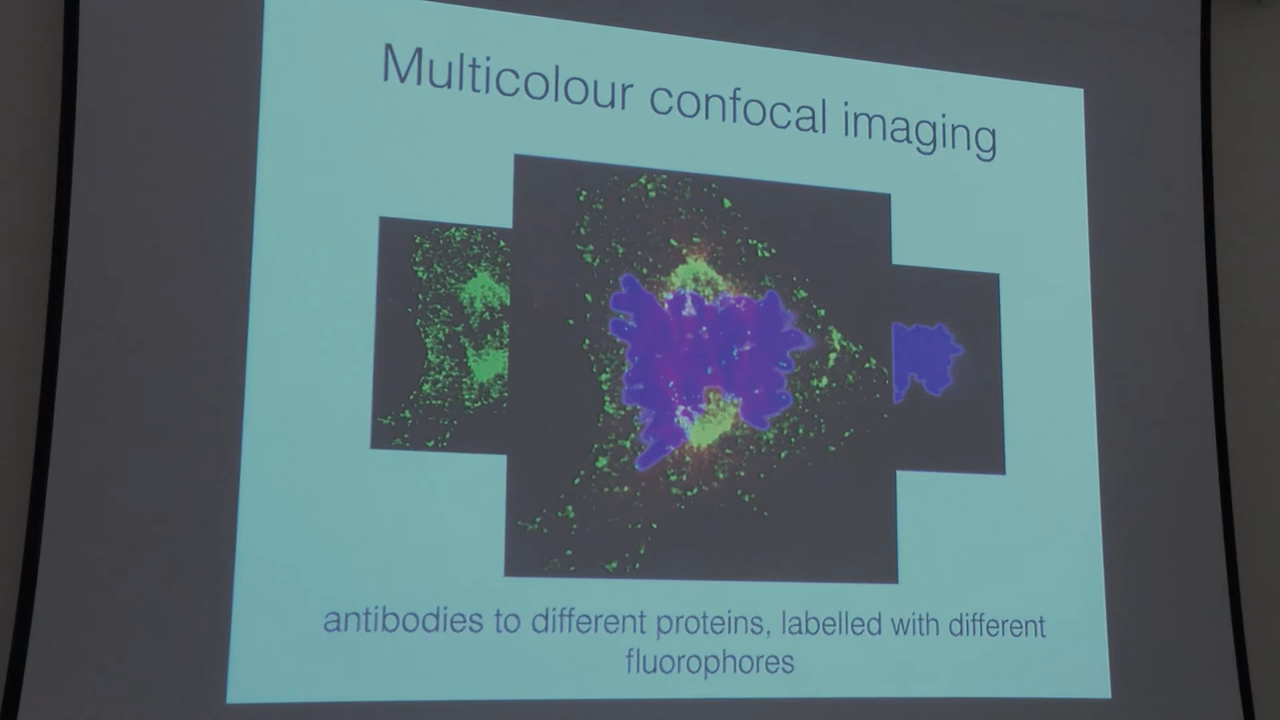 Multicolour confocal imaging
antibodies to different proteins, labelled with different
fluorophores